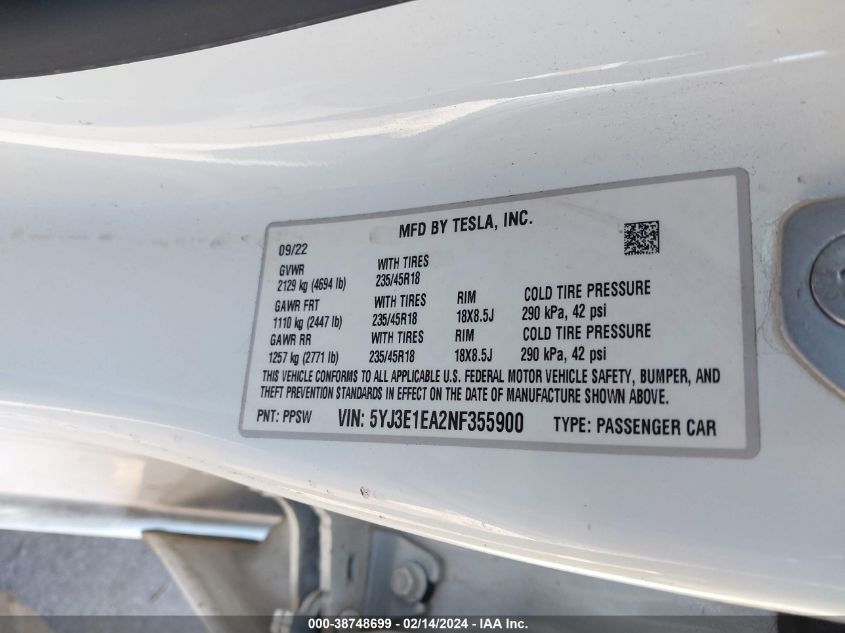 MFD BY TESLA, INC.
09/22
GVWR WITH TIRES
2129 kg (4694 lb) 235/45R18
GAWR FRT WITH TIRES RIM COLD TIRE PRESSURE
1110 kg (2447 lb) 235/45R18 18X8.5J 290 kPa, 42 psi
GAWR RR WITH TIRES RIM COLD TIRE PRESSURE
1257 kg (2771 lb) 235/45R18 18X8.5J 290 kPa, 42 psi
THIS VEHICLE CONFORMS TO ALL APPLICABLE U.S. FEDERAL MOTOR VEHICLE SAFETY, BUMPER, AND
THEFT PREVENTION STANDARDS IN EFFECT ON THE DATE OF MANUFACTURE SHOWN ABOVE.
PNT: PPSW VIN: 5YJ3E1EA2NF355900 TYPE: PASSENGER CAR
000-38748699 - 02/14/2024 - IAA Inc.